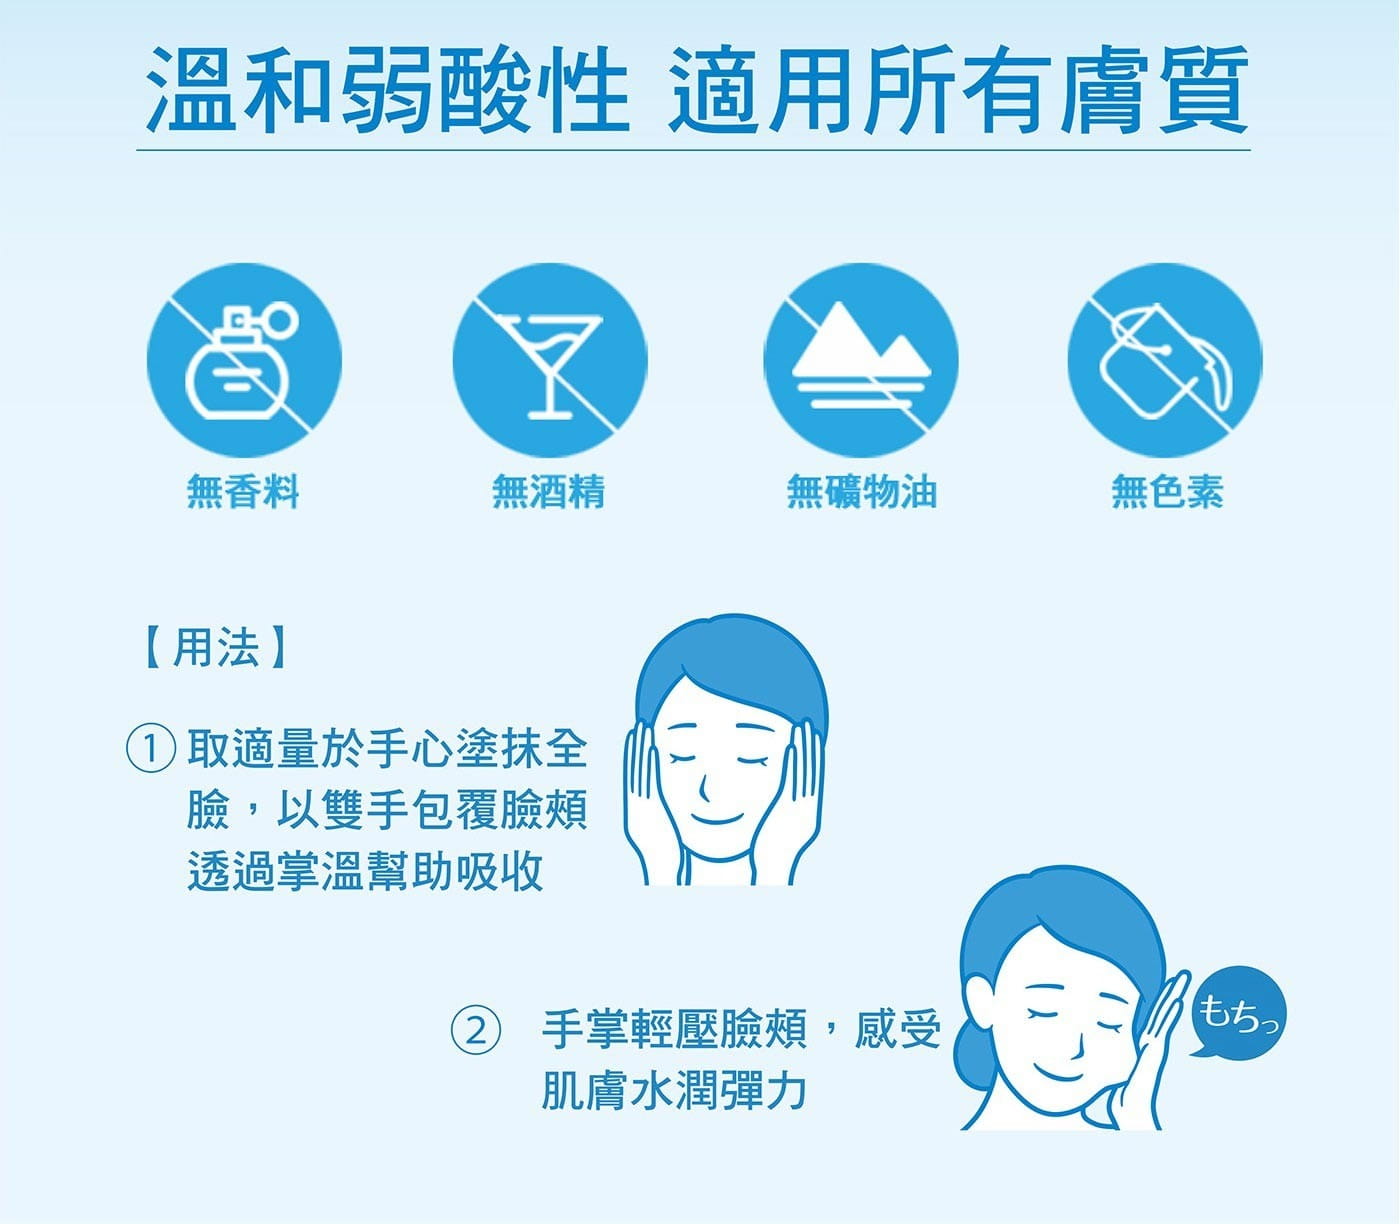 溫和弱酸性 適用所有膚質
無香料
無酒精
無礦物油
無色素
【用法】
① 取適量於手心塗抹全
臉，以雙手包覆臉頰
透過掌溫幫助吸收
② 手掌輕壓臉頰，感受
肌膚水潤彈力
もちっ